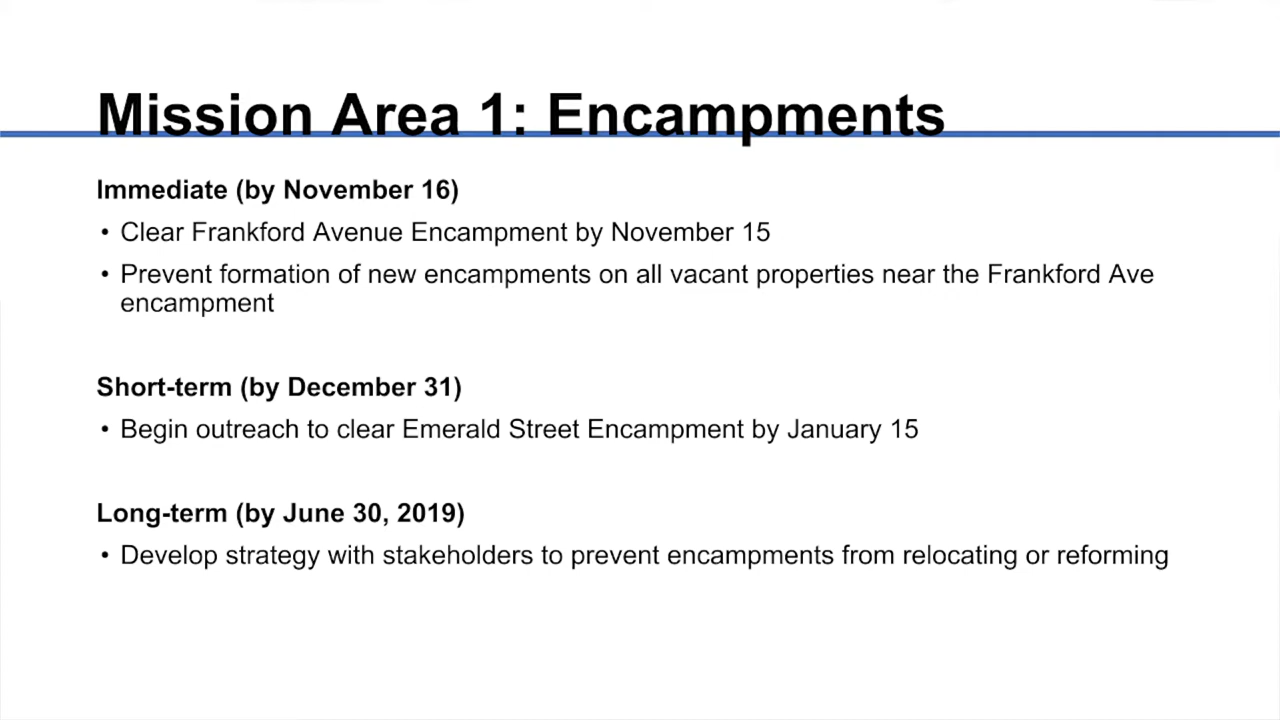 Mission Area 1: Encampments
Immediate (by November 16)
• Clear Frankford Avenue Encampment by November 15
• Prevent formation of new encampments on all vacant properties near the Frankford Ave
encampment
Short-term (by December 31)
• Begin outreach to clear Emerald Street Encampment by January 15
Long-term (by June 30, 2019)
• Develop strategy with stakeholders to prevent encampments from relocating or reforming